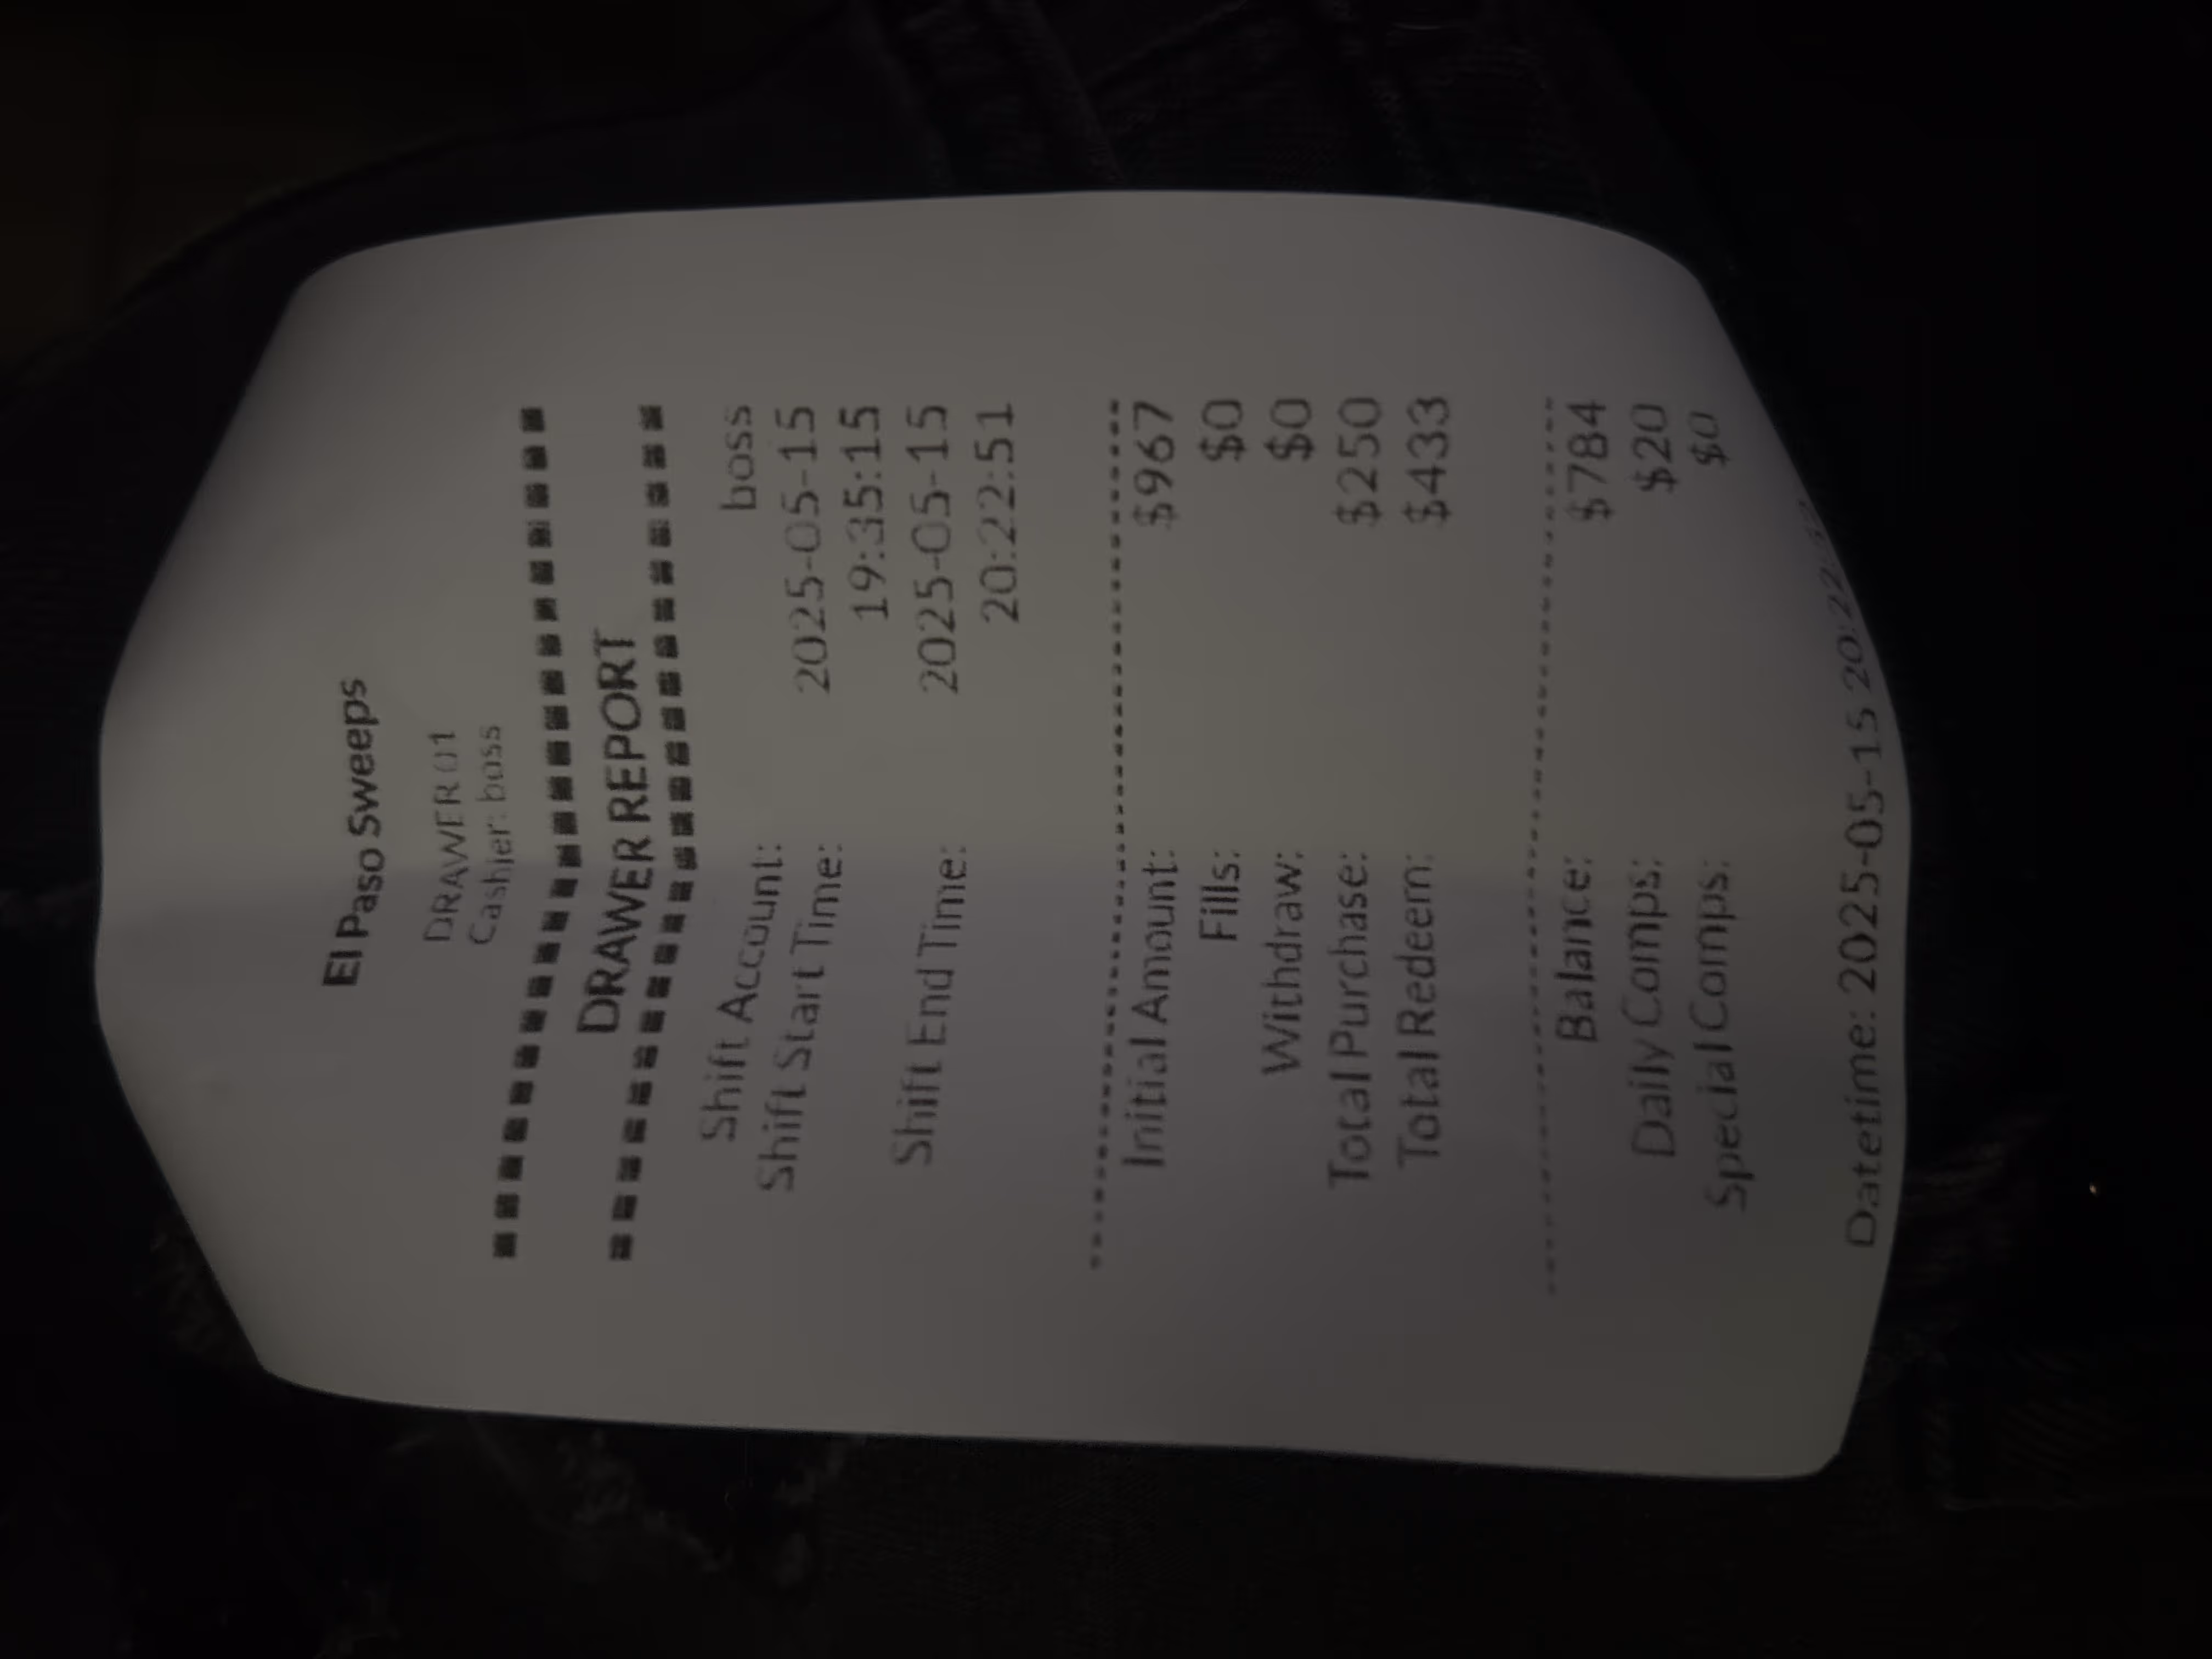 El Paso Sweeps
DRAWER 01
Cashier: boss
DRAWER REPORT
Shift Account: boss
Shift Start Time: 2025-05-15
19:35:15
Shift End Time: 2025-05-15
20:22:51
Initial Amount: $967
Fills: $0
Withdraw: $0
Total Purchase: $250
Total Redeem: $433
Balance: $784
Daily Comps: $20
Special Comps: $0
Datetime: 2025-05-15